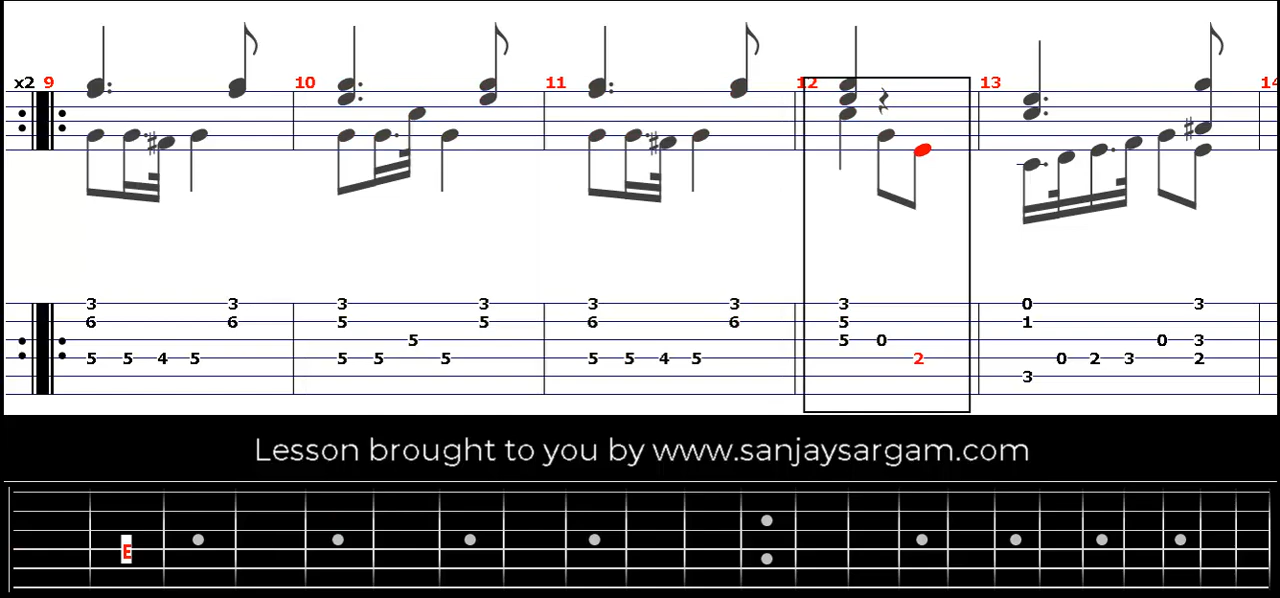 x2 9 10 11 12 13 14
3 3 3 3 3 3 3 0 3
6 6 5 5 6 6 5 1
5 5 0 0 3
5 5 4 5 5 5 5 5 5 4 5 2 0 2 3 2
3
Lesson brought to you by www.sanjaysargam.com
E